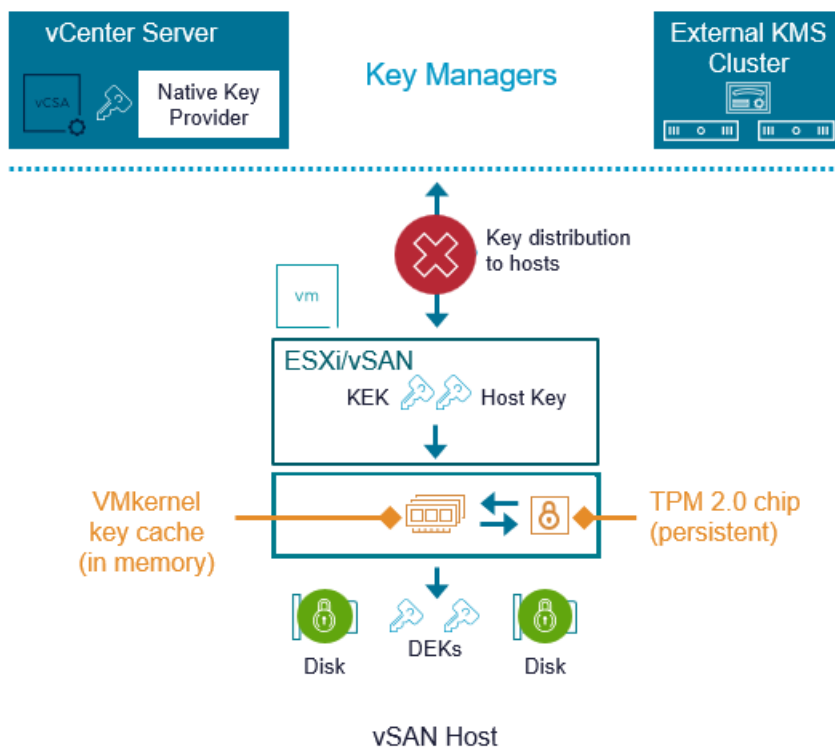 vCenter Server
vCSA
Native Key
Provider
Key Managers
External KMS
Cluster
Key distribution
to hosts
vm
ESXi/vSAN
KEK
Host Key
VMkernel
key cache
(in memory)
TPM 2.0 chip
(persistent)
Disk
DEKs
Disk
vSAN Host